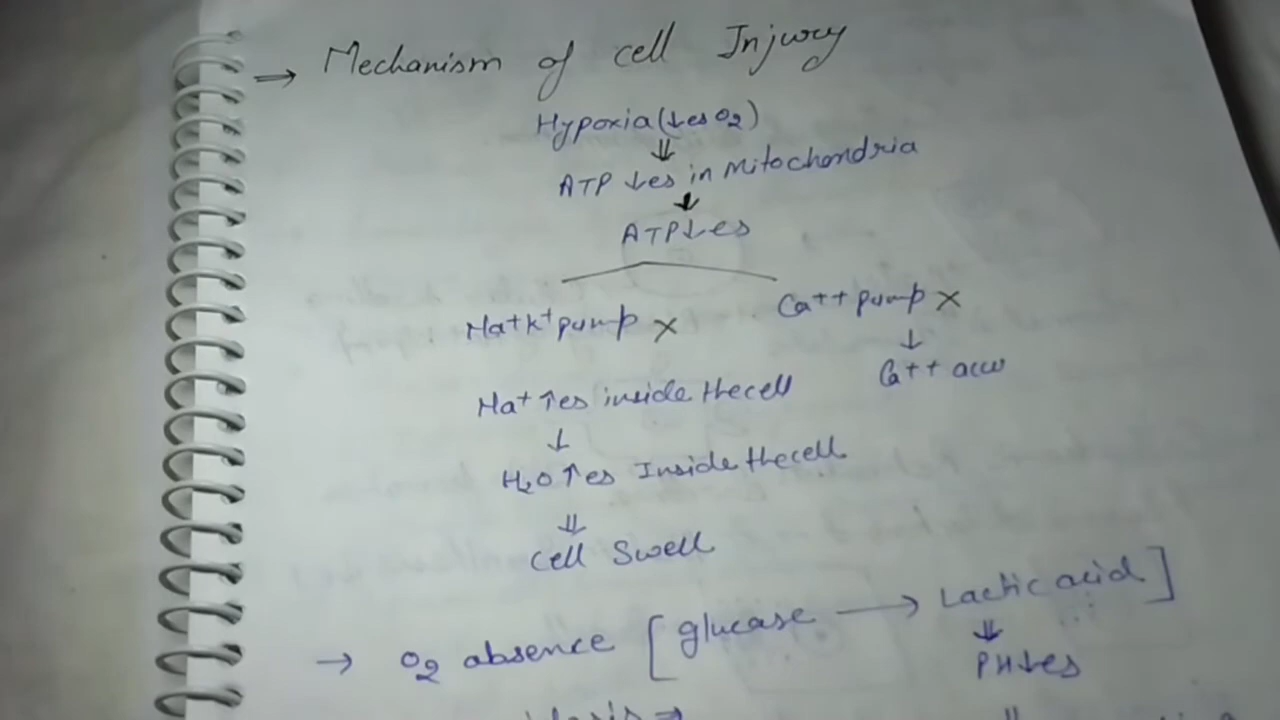 → Mechanism of cell Injury
Hypoxia (↓es O2)
⇓
ATP ↓es in Mitochondria
↓
ATP↓es
Na+K+ pump × Ca++ pump ×
↓
Na+ ↑es inside the cell Ca++ accu
↓
H2O ↑es Inside the cell
⇓
Cell Swell
→ O2 absence [glucase → Lactic acid]
⇓
PH↓es